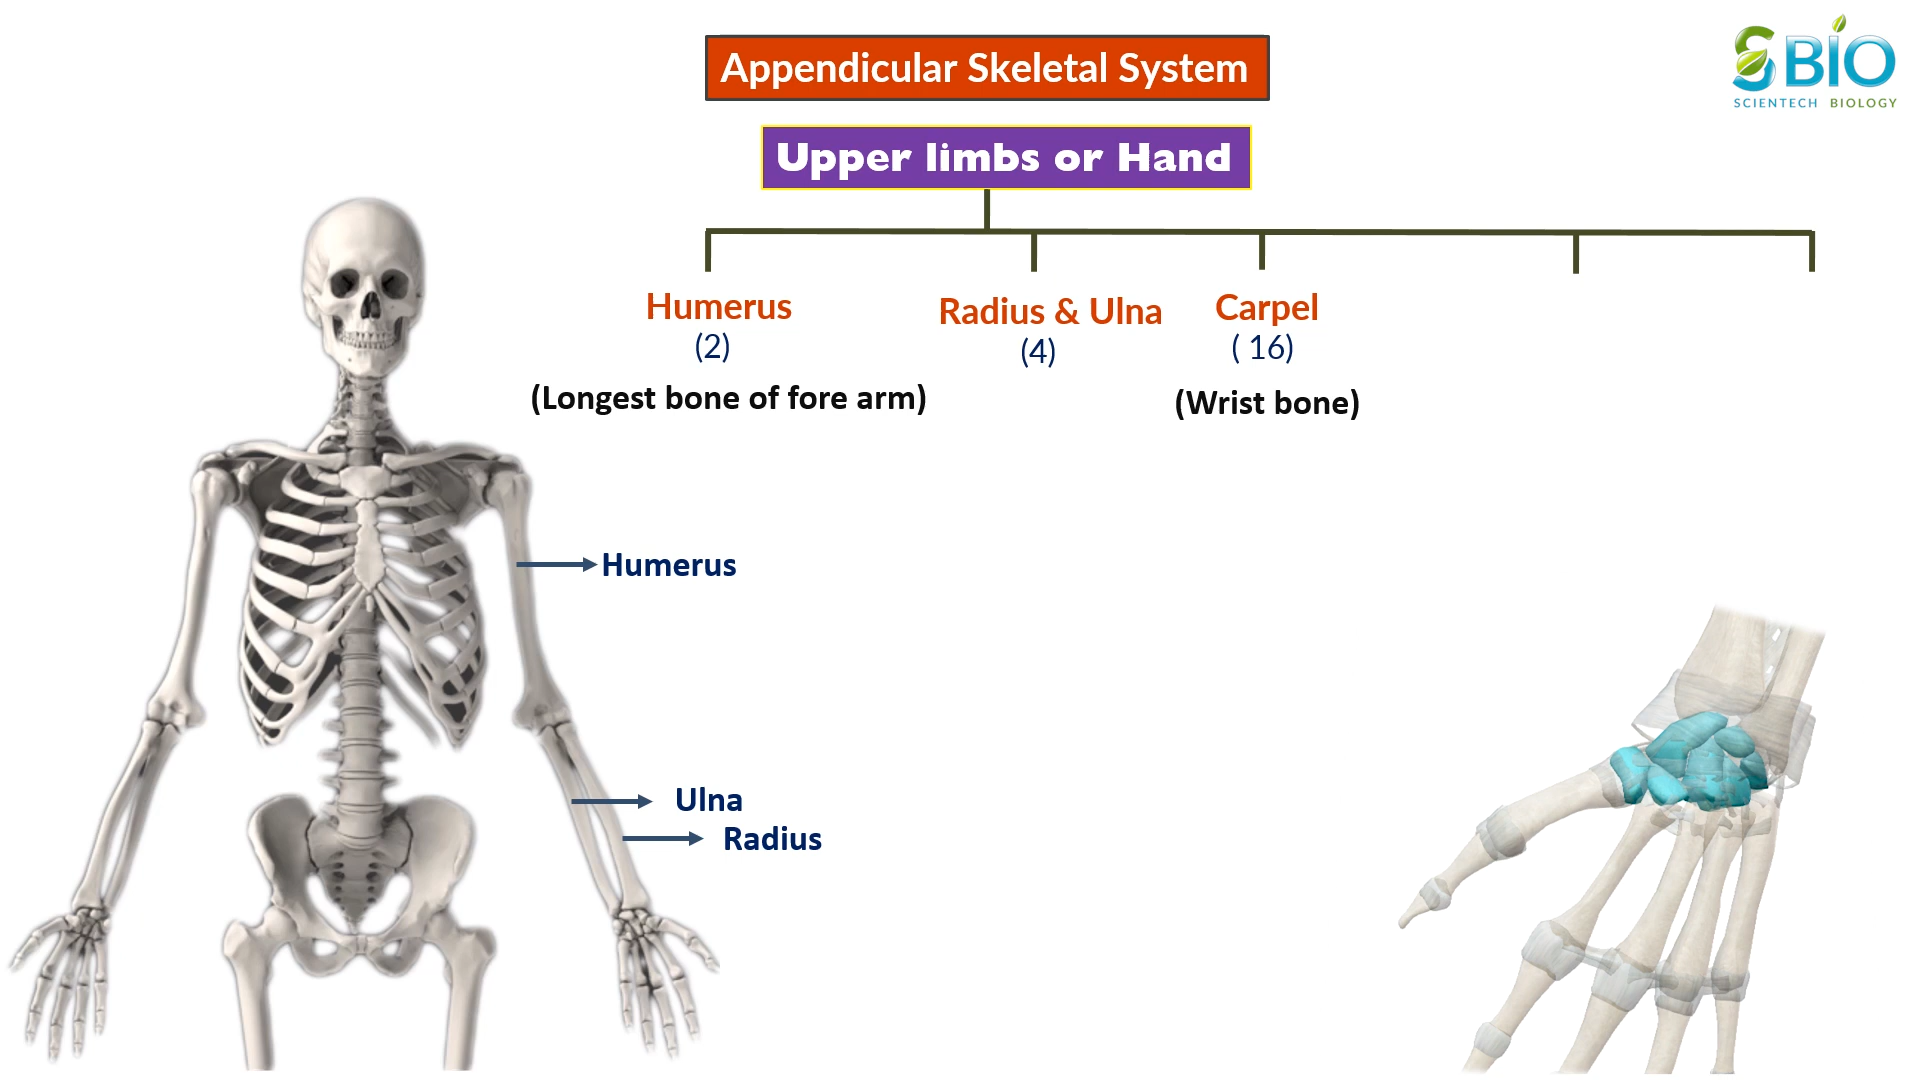 Appendicular Skeletal System
SBIO
SCIENTECH BIOLOGY
Upper limbs or Hand
Humerus
(2)
(Longest bone of fore arm)
Radius & Ulna
(4)
Carpel
( 16)
(Wrist bone)
Humerus
Ulna
Radius